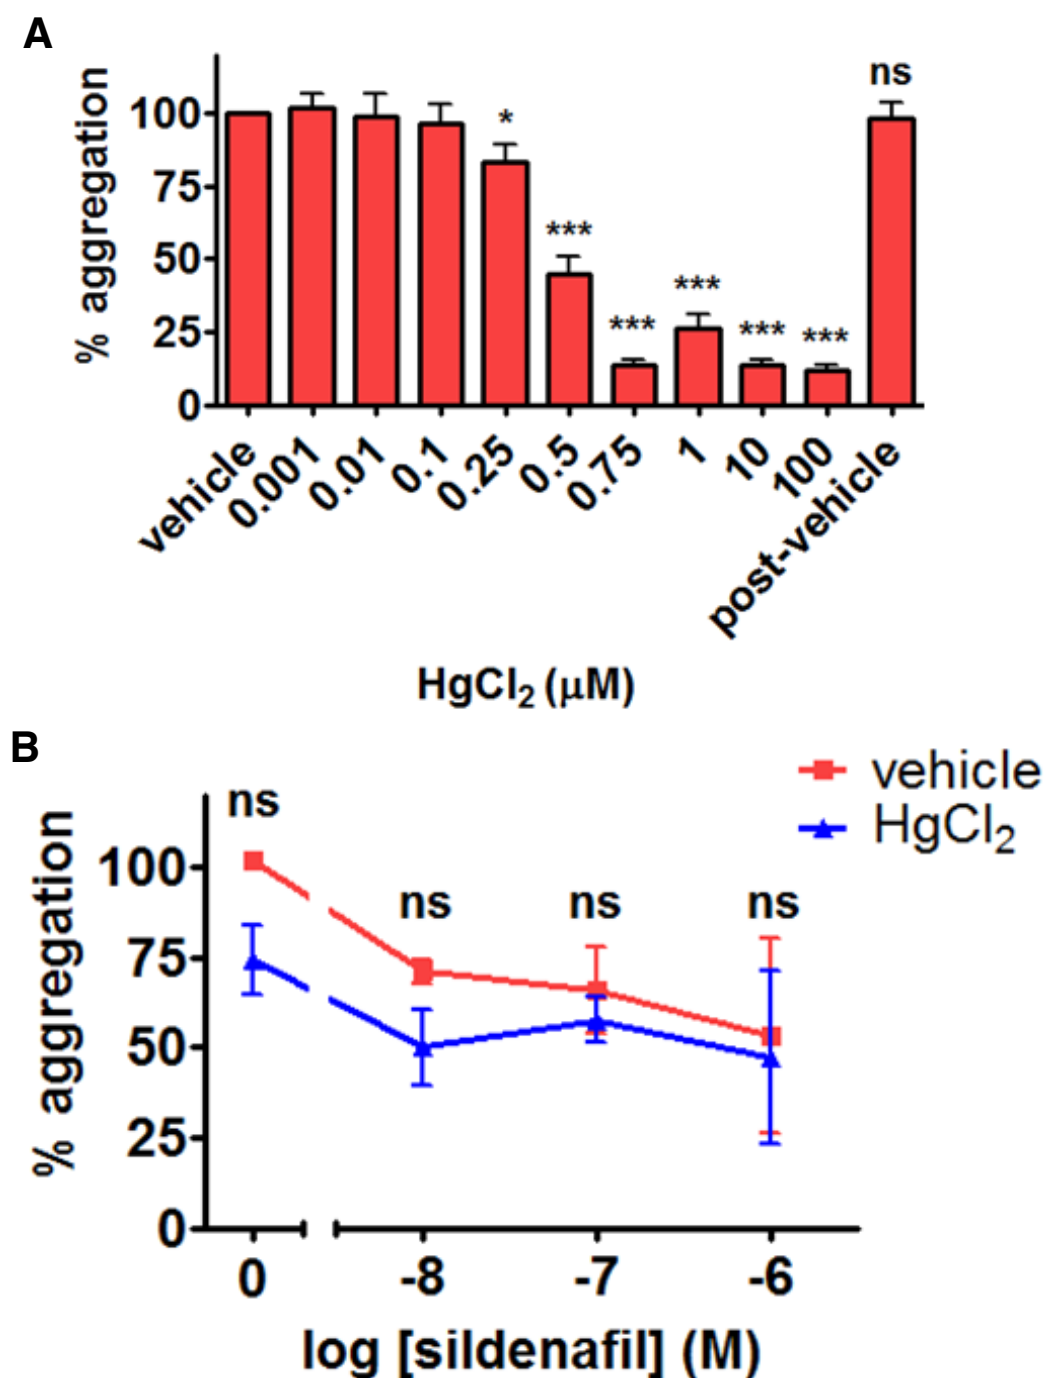 A
% aggregation
100
75
50
25
0
ns
*
***
***
***
***
***
vehicle
0.001
0.01
0.1
0.25
0.5
0.75
1
10
100
post-vehicle
HgCl₂ (μM)
B
vehicle
HgCl₂
% aggregation
100
75
50
25
0
ns
ns
ns
ns
0
-8
-7
-6
log [sildenafil] (M)